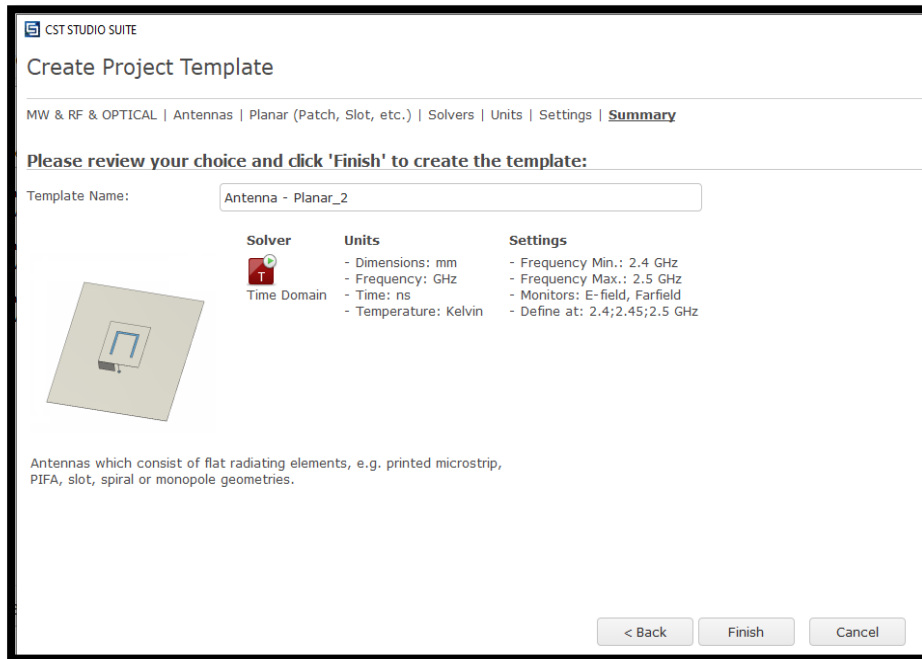 CST STUDIO SUITE
Create Project Template
MW & RF & OPTICAL | Antennas | Planar (Patch, Slot, etc.) | Solvers | Units | Settings | Summary
Please review your choice and click 'Finish' to create the template:
Template Name:
Antenna - Planar_2
Solver
T
Time Domain
Units
- Dimensions: mm
- Frequency: GHz
- Time: ns
- Temperature: Kelvin
Settings
- Frequency Min.: 2.4 GHz
- Frequency Max.: 2.5 GHz
- Monitors: E-field, Farfield
- Define at: 2.4;2.45;2.5 GHz
Antennas which consist of flat radiating elements, e.g. printed microstrip,
PIFA, slot, spiral or monopole geometries.
< Back
Finish
Cancel